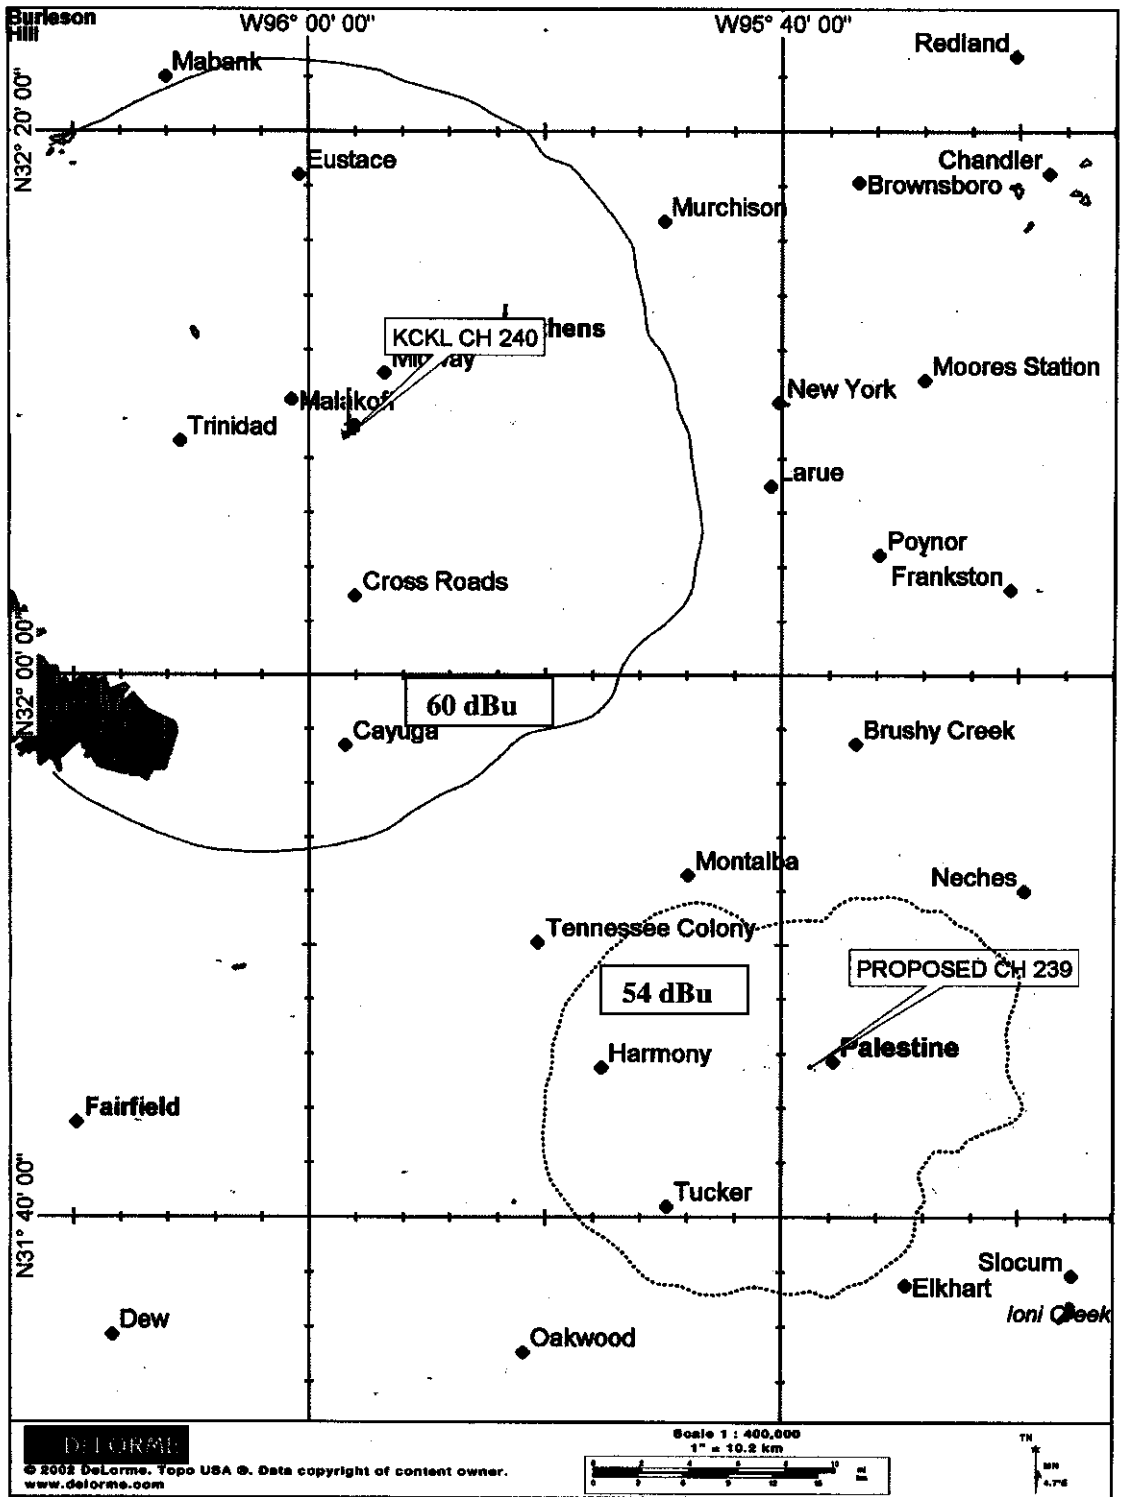 Burleson
Hill
W96° 00' 00"
W95° 40' 00"
Redland
Mabank
N32° 20' 00"
Eustace
Chandler
Brownsboro
Murchison
KCKL CH 240
Midway
Moores Station
New York
Malakoff
Trinidad
Larue
Poynor
Frankston
Cross Roads
N32° 00' 00"
60 dBu
Cayuga
Brushy Creek
Montalba
Neches
Tennessee Colony
PROPOSED CH 239
54 dBu
Palestine
Harmony
Fairfield
N31° 40' 00"
Tucker
Slocum
Elkhart
Ioni Creek
Dew
Oakwood
DELORME
© 2002 DeLorme. Topo USA ®. Data copyright of content owner.
www.delorme.com
Scale 1 : 400,000
1" = 10.2 km
TN
MN
4.7°E